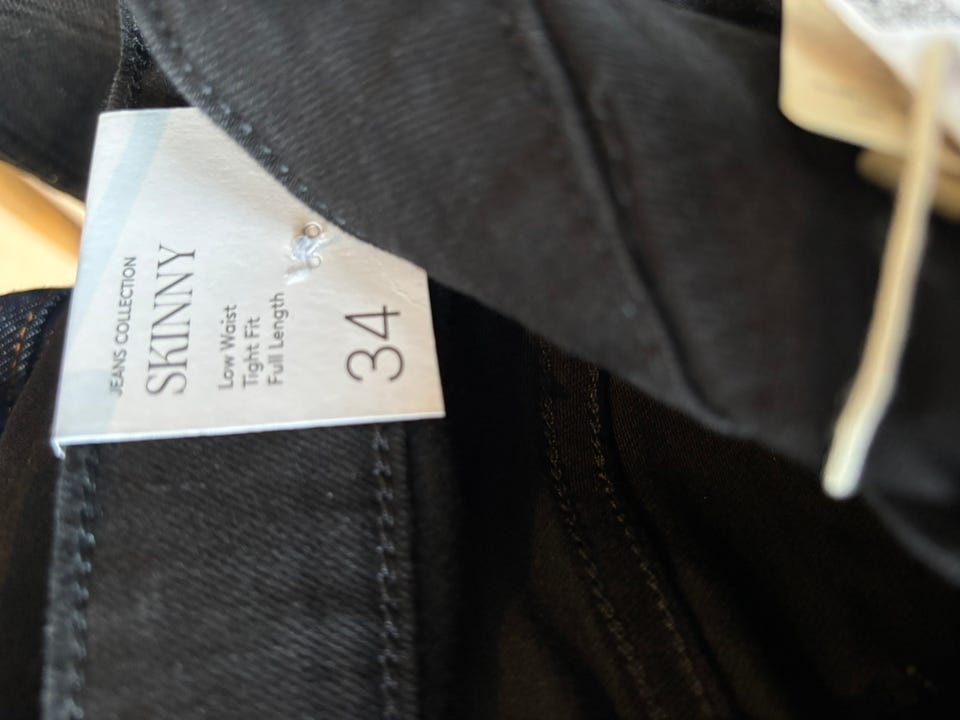 JEANS COLLECTION
SKINNY
Low Waist
Tight Fit
Full Length
34